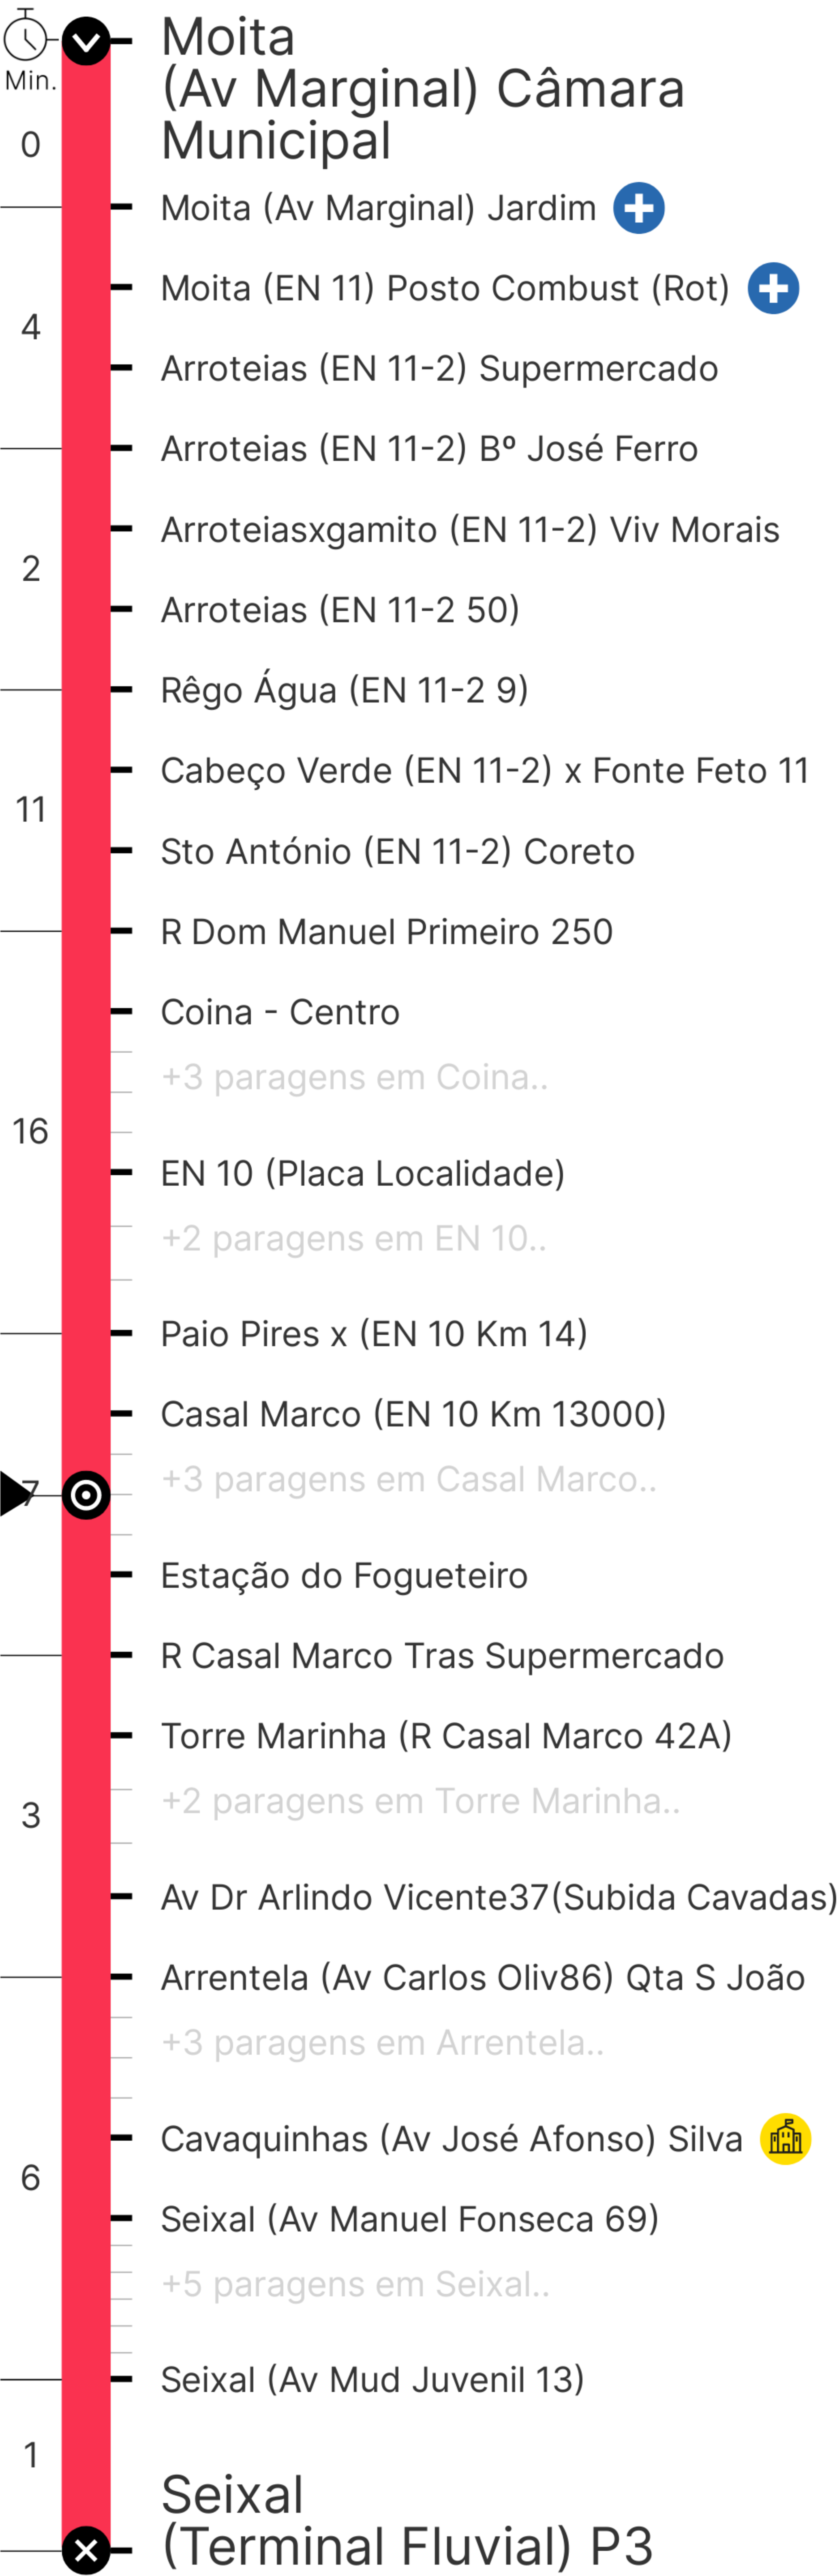 Min.
Moita
(Av Marginal) Câmara
Municipal
0
Moita (Av Marginal) Jardim
Moita (EN 11) Posto Combust (Rot)
4
Arroteias (EN 11-2) Supermercado
Arroteias (EN 11-2) Bº José Ferro
Arroteiasxgamito (EN 11-2) Viv Morais
2
Arroteias (EN 11-2 50)
Rêgo Água (EN 11-2 9)
Cabeço Verde (EN 11-2) x Fonte Feto 11
11
Sto António (EN 11-2) Coreto
R Dom Manuel Primeiro 250
Coina - Centro
+3 paragens em Coina..
16
EN 10 (Placa Localidade)
+2 paragens em EN 10..
Paio Pires x (EN 10 Km 14)
Casal Marco (EN 10 Km 13000)
+3 paragens em Casal Marco..
7
Estação do Fogueteiro
R Casal Marco Tras Supermercado
Torre Marinha (R Casal Marco 42A)
+2 paragens em Torre Marinha..
3
Av Dr Arlindo Vicente37(Subida Cavadas)
Arrentela (Av Carlos Oliv86) Qta S João
+3 paragens em Arrentela..
Cavaquinhas (Av José Afonso) Silva
6
Seixal (Av Manuel Fonseca 69)
+5 paragens em Seixal..
Seixal (Av Mud Juvenil 13)
1
Seixal
(Terminal Fluvial) P3